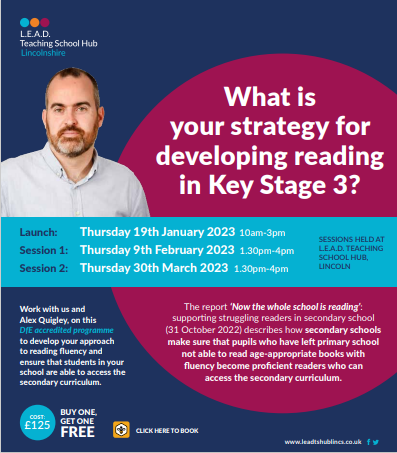 L.E.A.D.
Teaching School Hub
Lincolnshire
What is
your strategy for
developing reading
in Key Stage 3?
Launch: Thursday 19th January 2023 10am-3pm
Session 1: Thursday 9th February 2023 1.30pm-4pm
Session 2: Thursday 30th March 2023 1.30pm-4pm
SESSIONS HELD AT
L.E.A.D. TEACHING
SCHOOL HUB,
LINCOLN
Work with us and
Alex Quigley, on this
DfE accredited programme
to develop your approach
to reading fluency and
ensure that students in your
school are able to access the
secondary curriculum.
The report 'Now the whole school is reading':
supporting struggling readers in secondary school
(31 October 2022) describes how secondary schools
make sure that pupils who have left primary school
not able to read age-appropriate books with
fluency become proficient readers who can
access the secondary curriculum.
COST:
£125
BUY ONE,
GET ONE
FREE
CLICK HERE TO BOOK
www.leadtshublincs.co.uk